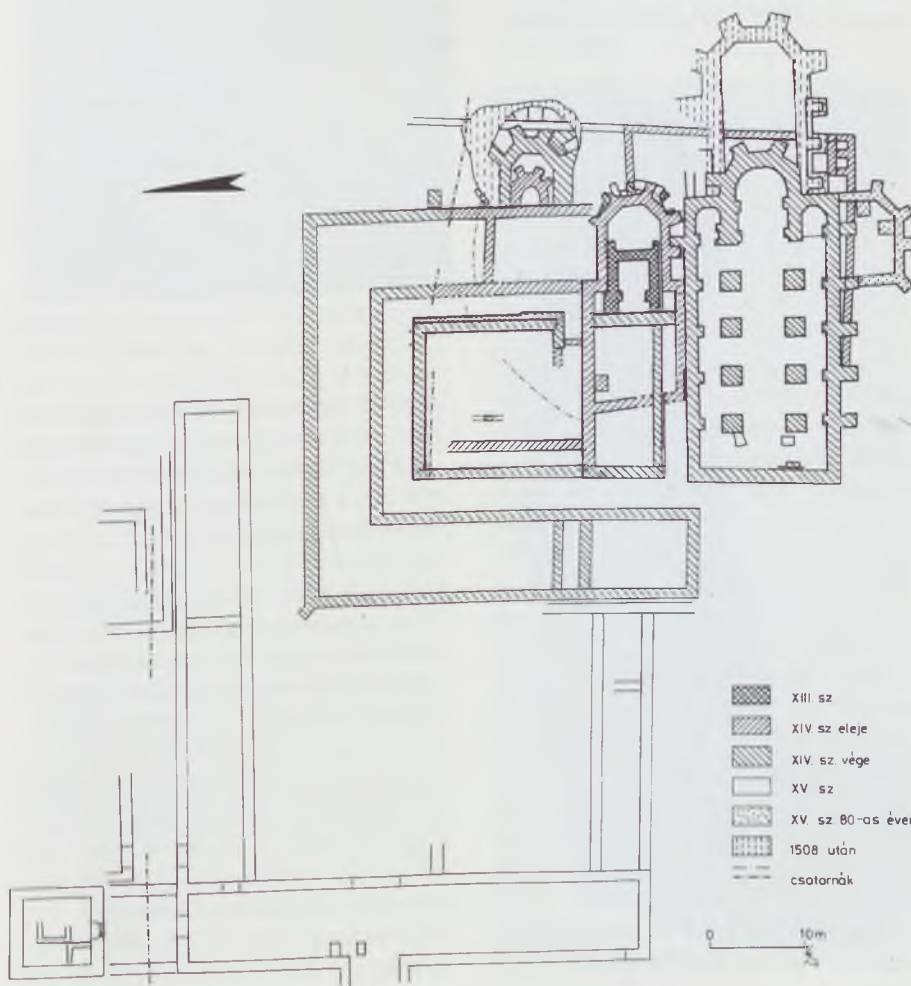 XIII. sz
XIV. sz eleje
XIV. sz. vége
XV. sz
XV. sz. 80-as évei
1508 után
csatornák
0 10m